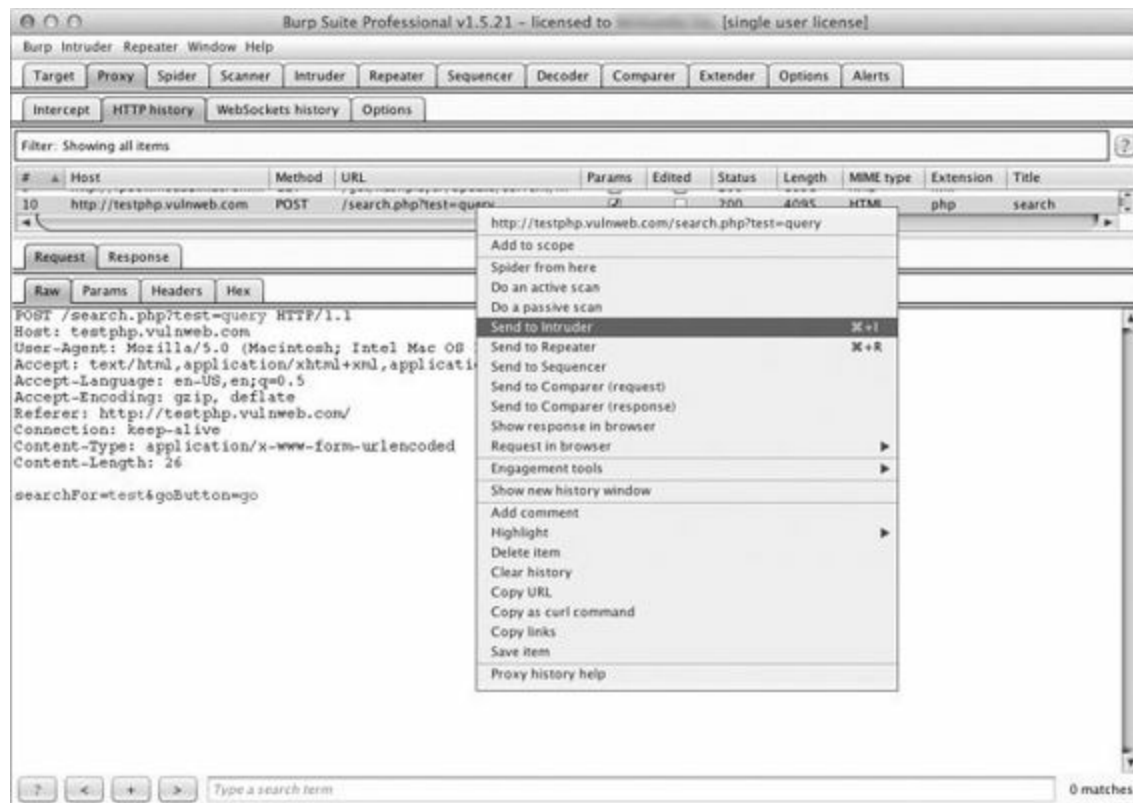 Burp Suite Professional v1.5.21 – licensed to [single user license]
Burp Intruder Repeater Window Help
Target Proxy Spider Scanner Intruder Repeater Sequencer Decoder Comparer Extender Options Alerts
Intercept HTTP history WebSockets history Options
Filter: Showing all items ?
# Host Method URL Params Edited Status Length MIME type Extension Title
10 http://testphp.vulnweb.com POST /search.php?test=query 200 4095 HTML php search
http://testphp.vulnweb.com/search.php?test=query
Add to scope
Spider from here
Do an active scan
Do a passive scan
Send to Intruder ⌘+I
Send to Repeater ⌘+R
Send to Sequencer
Send to Comparer (request)
Send to Comparer (response)
Show response in browser
Request in browser
Engagement tools
Show new history window
Add comment
Highlight
Delete item
Clear history
Copy URL
Copy as curl command
Copy links
Save item
Proxy history help
Request Response
Raw Params Headers Hex
POST /search.php?test=query HTTP/1.1
Host: testphp.vulnweb.com
User-Agent: Mozilla/5.0 (Macintosh; Intel Mac OS
Accept: text/html,application/xhtml+xml,applicati
Accept-Language: en-US,en;q=0.5
Accept-Encoding: gzip, deflate
Referer: http://testphp.vulnweb.com/
Connection: keep-alive
Content-Type: application/x-www-form-urlencoded
Content-Length: 26
searchFor=test&goButton=go
? < + > Type a search term 0 matches